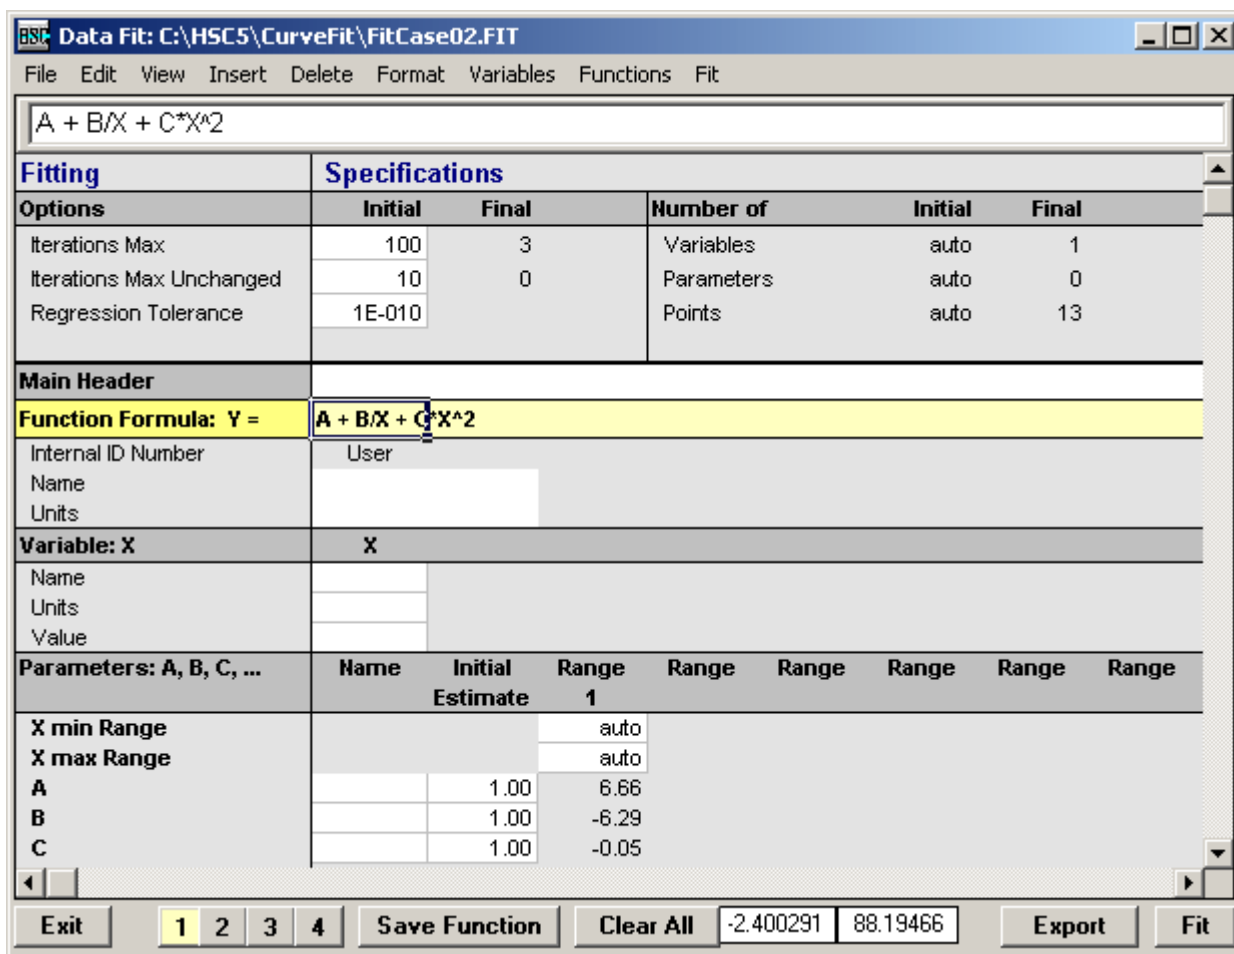 HSC Data Fit: C:\HSC5\CurveFit\FitCase02.FIT
File Edit View Insert Delete Format Variables Functions Fit
A + B/X + C*X^2
Fitting Specifications
Options Initial Final Number of Initial Final
Iterations Max 100 3 Variables auto 1
Iterations Max Unchanged 10 0 Parameters auto 0
Regression Tolerance 1E-010 Points auto 13
Main Header
Function Formula: Y = A + B/X + C*X^2
Internal ID Number User
Name
Units
Variable: X X
Name
Units
Value
Parameters: A, B, C, ... Name Initial Range Range Range Range Range Range
Estimate 1
X min Range auto
X max Range auto
A 1.00 6.66
B 1.00 -6.29
C 1.00 -0.05
Exit 1 2 3 4 Save Function Clear All -2.400291 88.19466 Export Fit